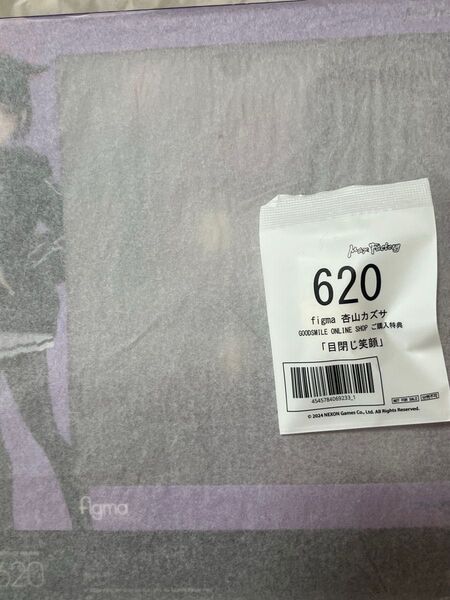 Max Factory
620
figma 杏山カズサ
GOODSMILE ONLINE SHOP ご購入特典
「目閉じ笑顔」
4545784069233_1
NOT FOR SALE
© 2024 NEXON Games Co., Ltd. All Rights Reserved.
figma
620